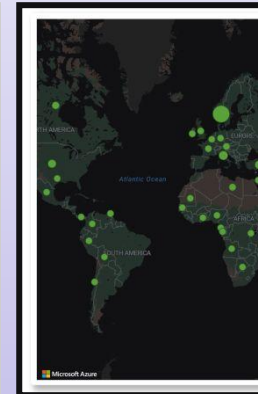 TH AMERICA
EUROPE
Atlantic Ocean
AFRICA
SOUTH AMERICA
Microsoft Azure